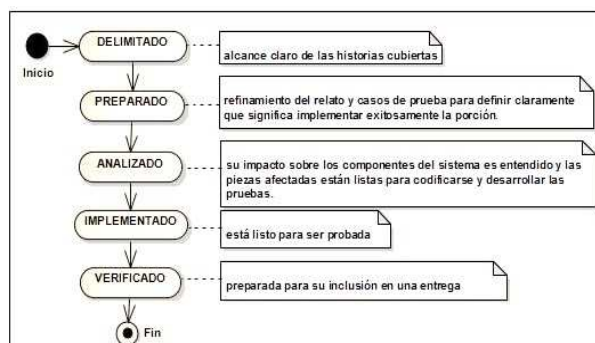 DELIMITADO
alcance claro de las historias cubiertas
Inicio
PREPARADO
refinamiento del relato y casos de prueba para definir claramente
que significa implementar exitosamente la porción.
ANALIZADO
su impacto sobre los componentes del sistema es entendido y las
piezas afectadas están listas para codificarse y desarrollar las
pruebas.
IMPLEMENTADO
está listo para ser probada
VERIFICADO
preparada para su inclusión en una entrega
Fin